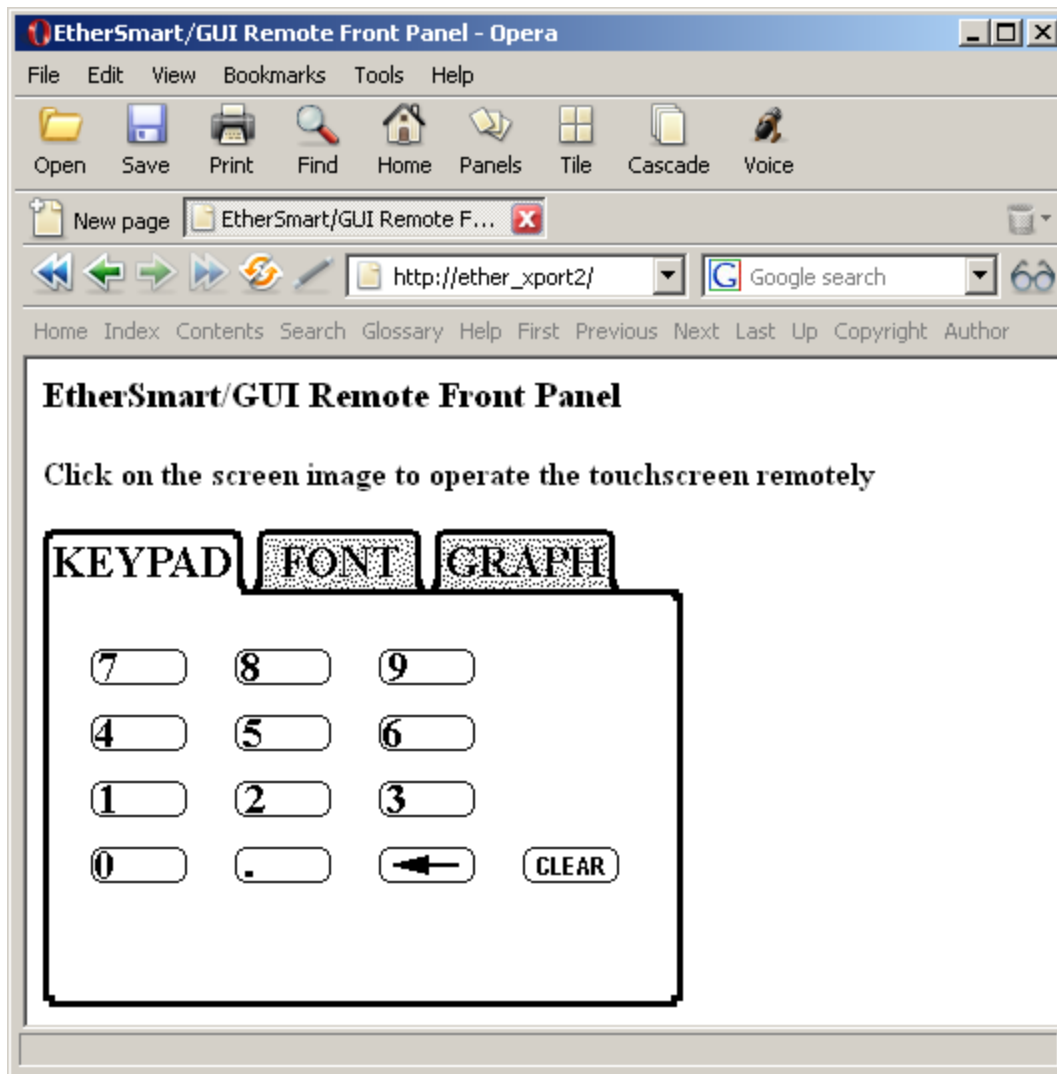 EtherSmart/GUI Remote Front Panel - Opera
File Edit View Bookmarks Tools Help
Open Save Print Find Home Panels Tile Cascade Voice
New page EtherSmart/GUI Remote F...
http://ether_xport2/ G Google search
Home Index Contents Search Glossary Help First Previous Next Last Up Copyright Author
EtherSmart/GUI Remote Front Panel
Click on the screen image to operate the touchscreen remotely
KEYPAD FONT GRAPH
7 8 9
4 5 6
1 2 3
0 . CLEAR